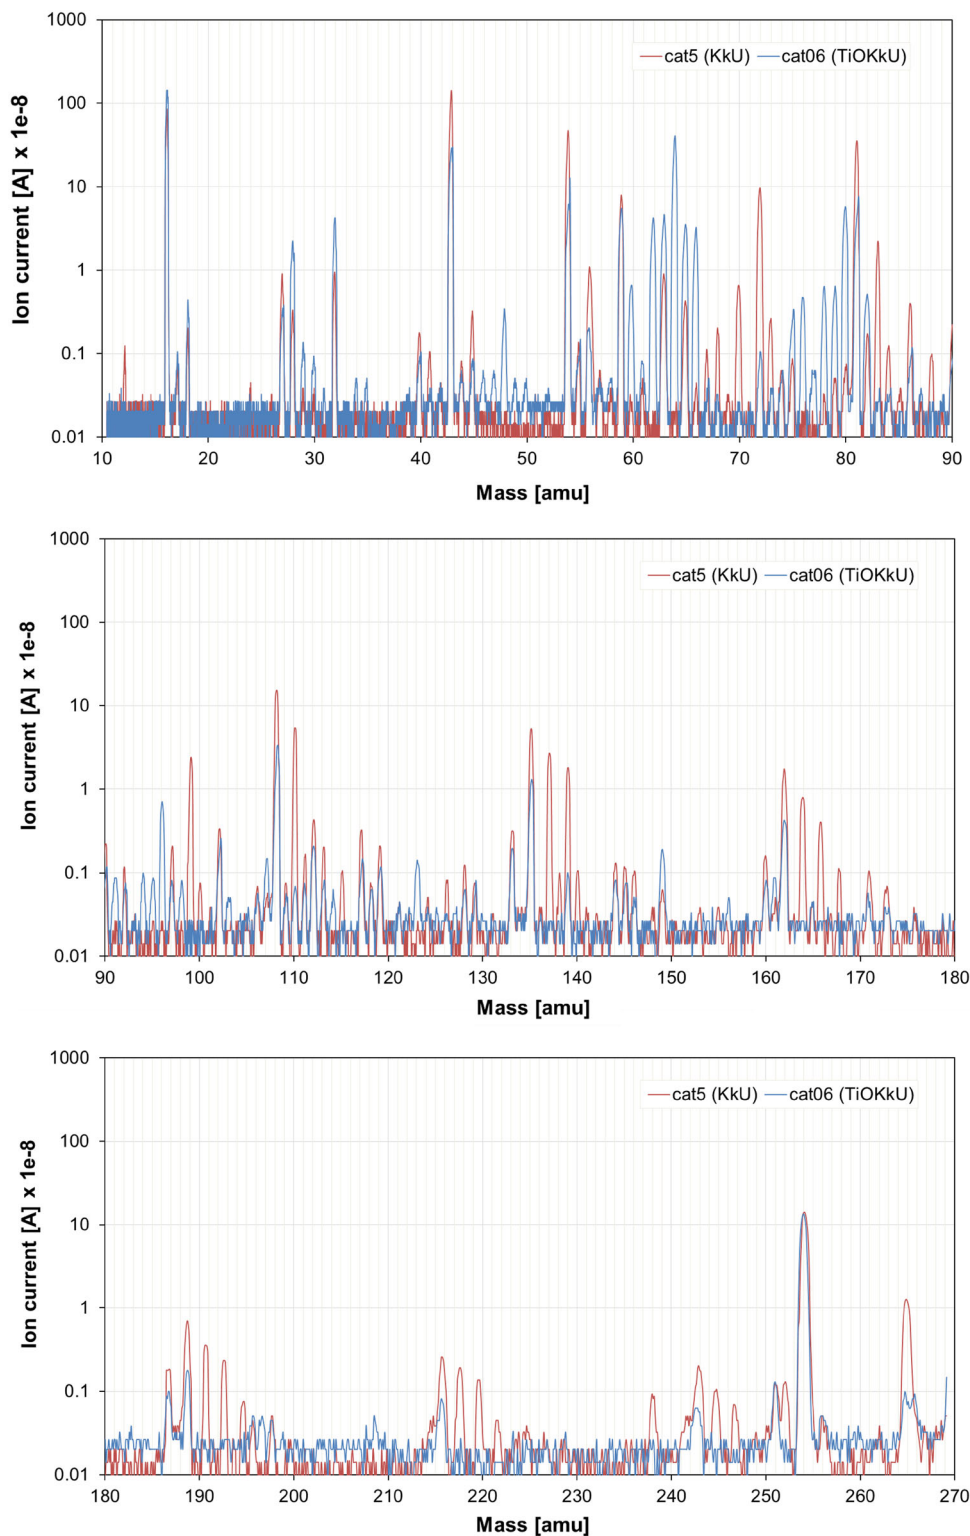 1000
cat5 (KkU) cat06 (TiOKkU)
100
10
1
0.1
0.01
Ion current [A] x 1e-8
10 20 30 40 50 60 70 80 90
Mass [amu]
1000
cat5 (KkU) cat06 (TiOKkU)
100
10
1
0.1
0.01
Ion current [A] x 1e-8
90 100 110 120 130 140 150 160 170 180
Mass [amu]
1000
cat5 (KkU) cat06 (TiOKkU)
100
10
1
0.1
0.01
Ion current [A] x 1e-8
180 190 200 210 220 230 240 250 260 270
Mass [amu]